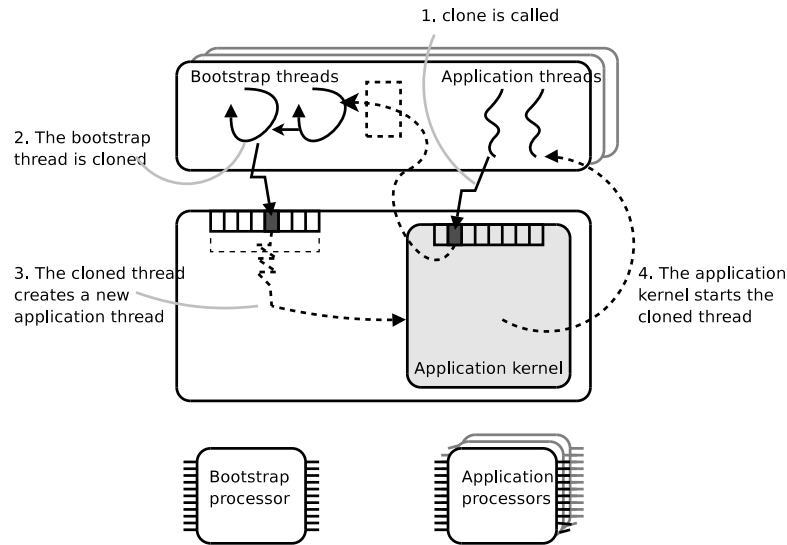 1. clone is called
Bootstrap threads
Application threads
2. The bootstrap
thread is cloned
3. The cloned thread
creates a new
application thread
4. The application
kernel starts the
cloned thread
Application kernel
Bootstrap
processor
Application
processors